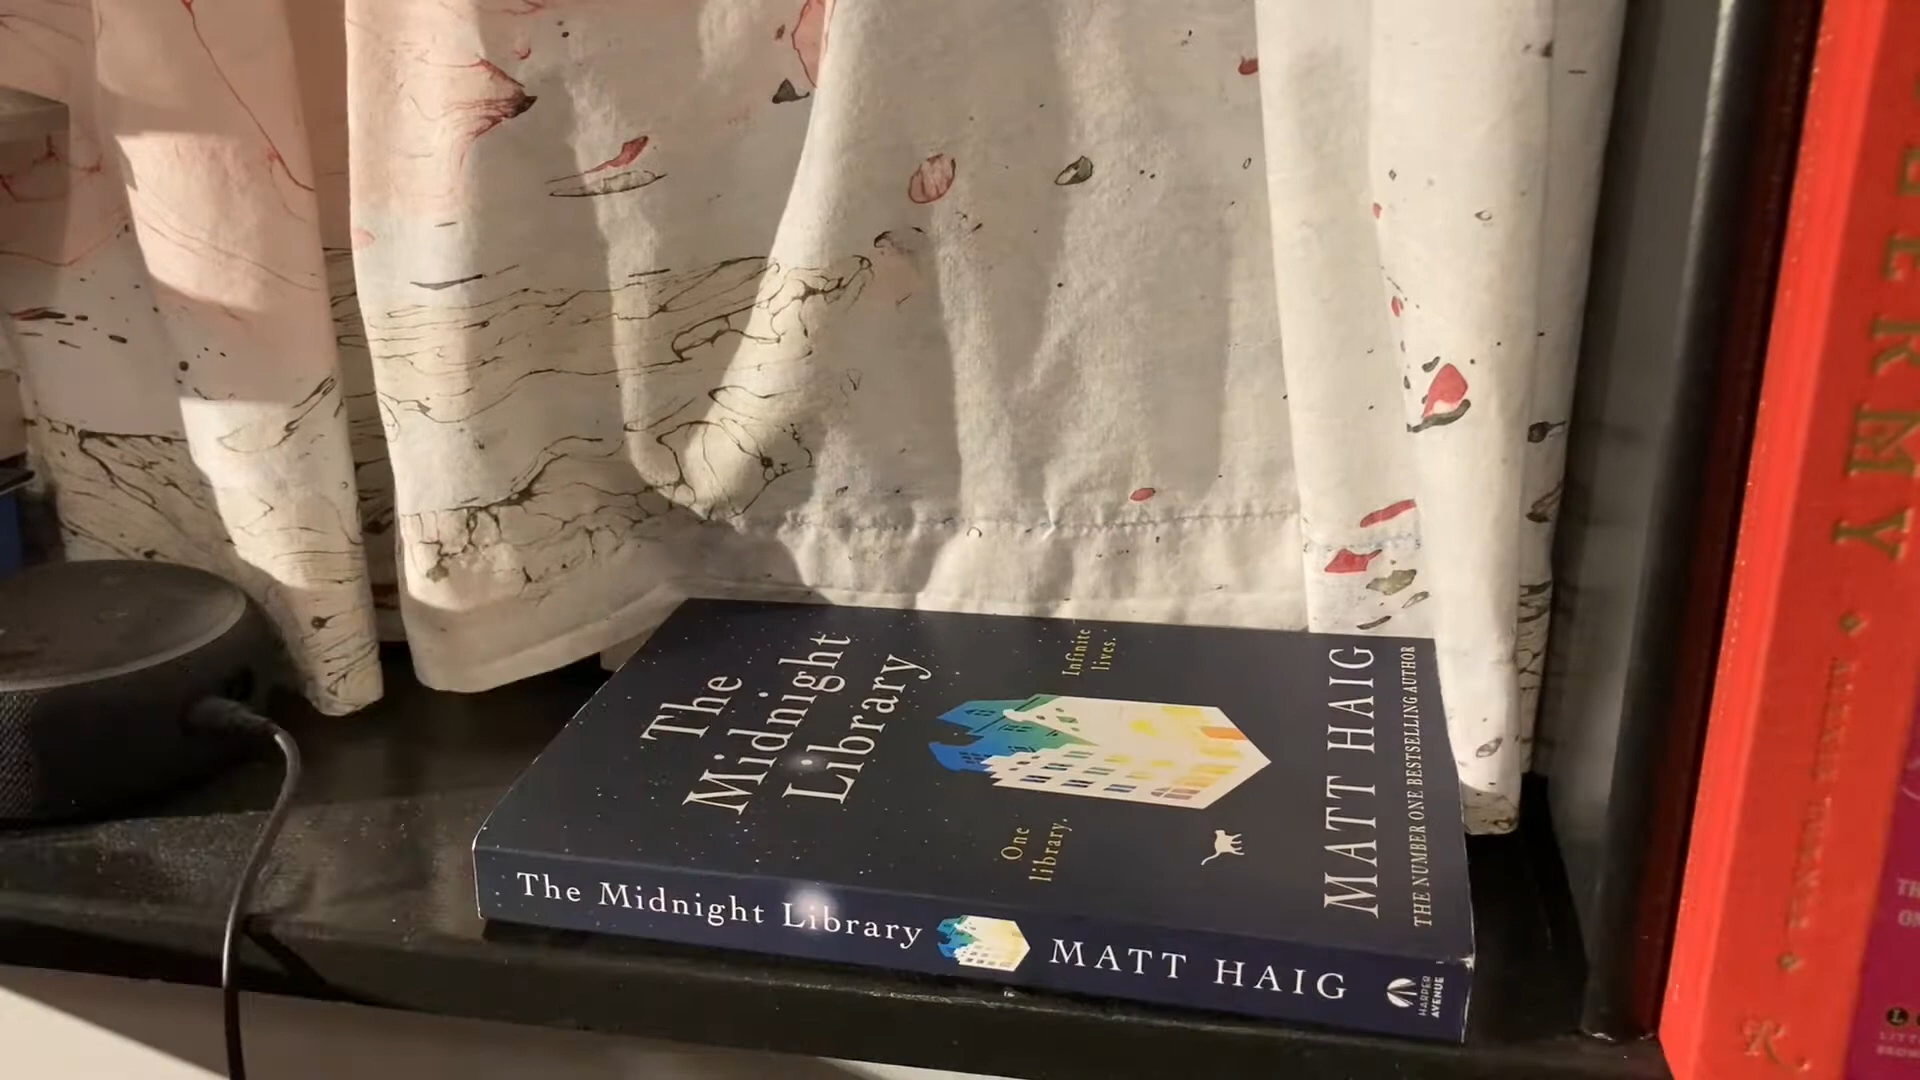 The
Midnight
Library
Infinite
lives.
One
library.
MATT HAIG
THE NUMBER ONE BESTSELLING AUTHOR
The Midnight Library MATT HAIG
HARPER
AVENUE
ERMY